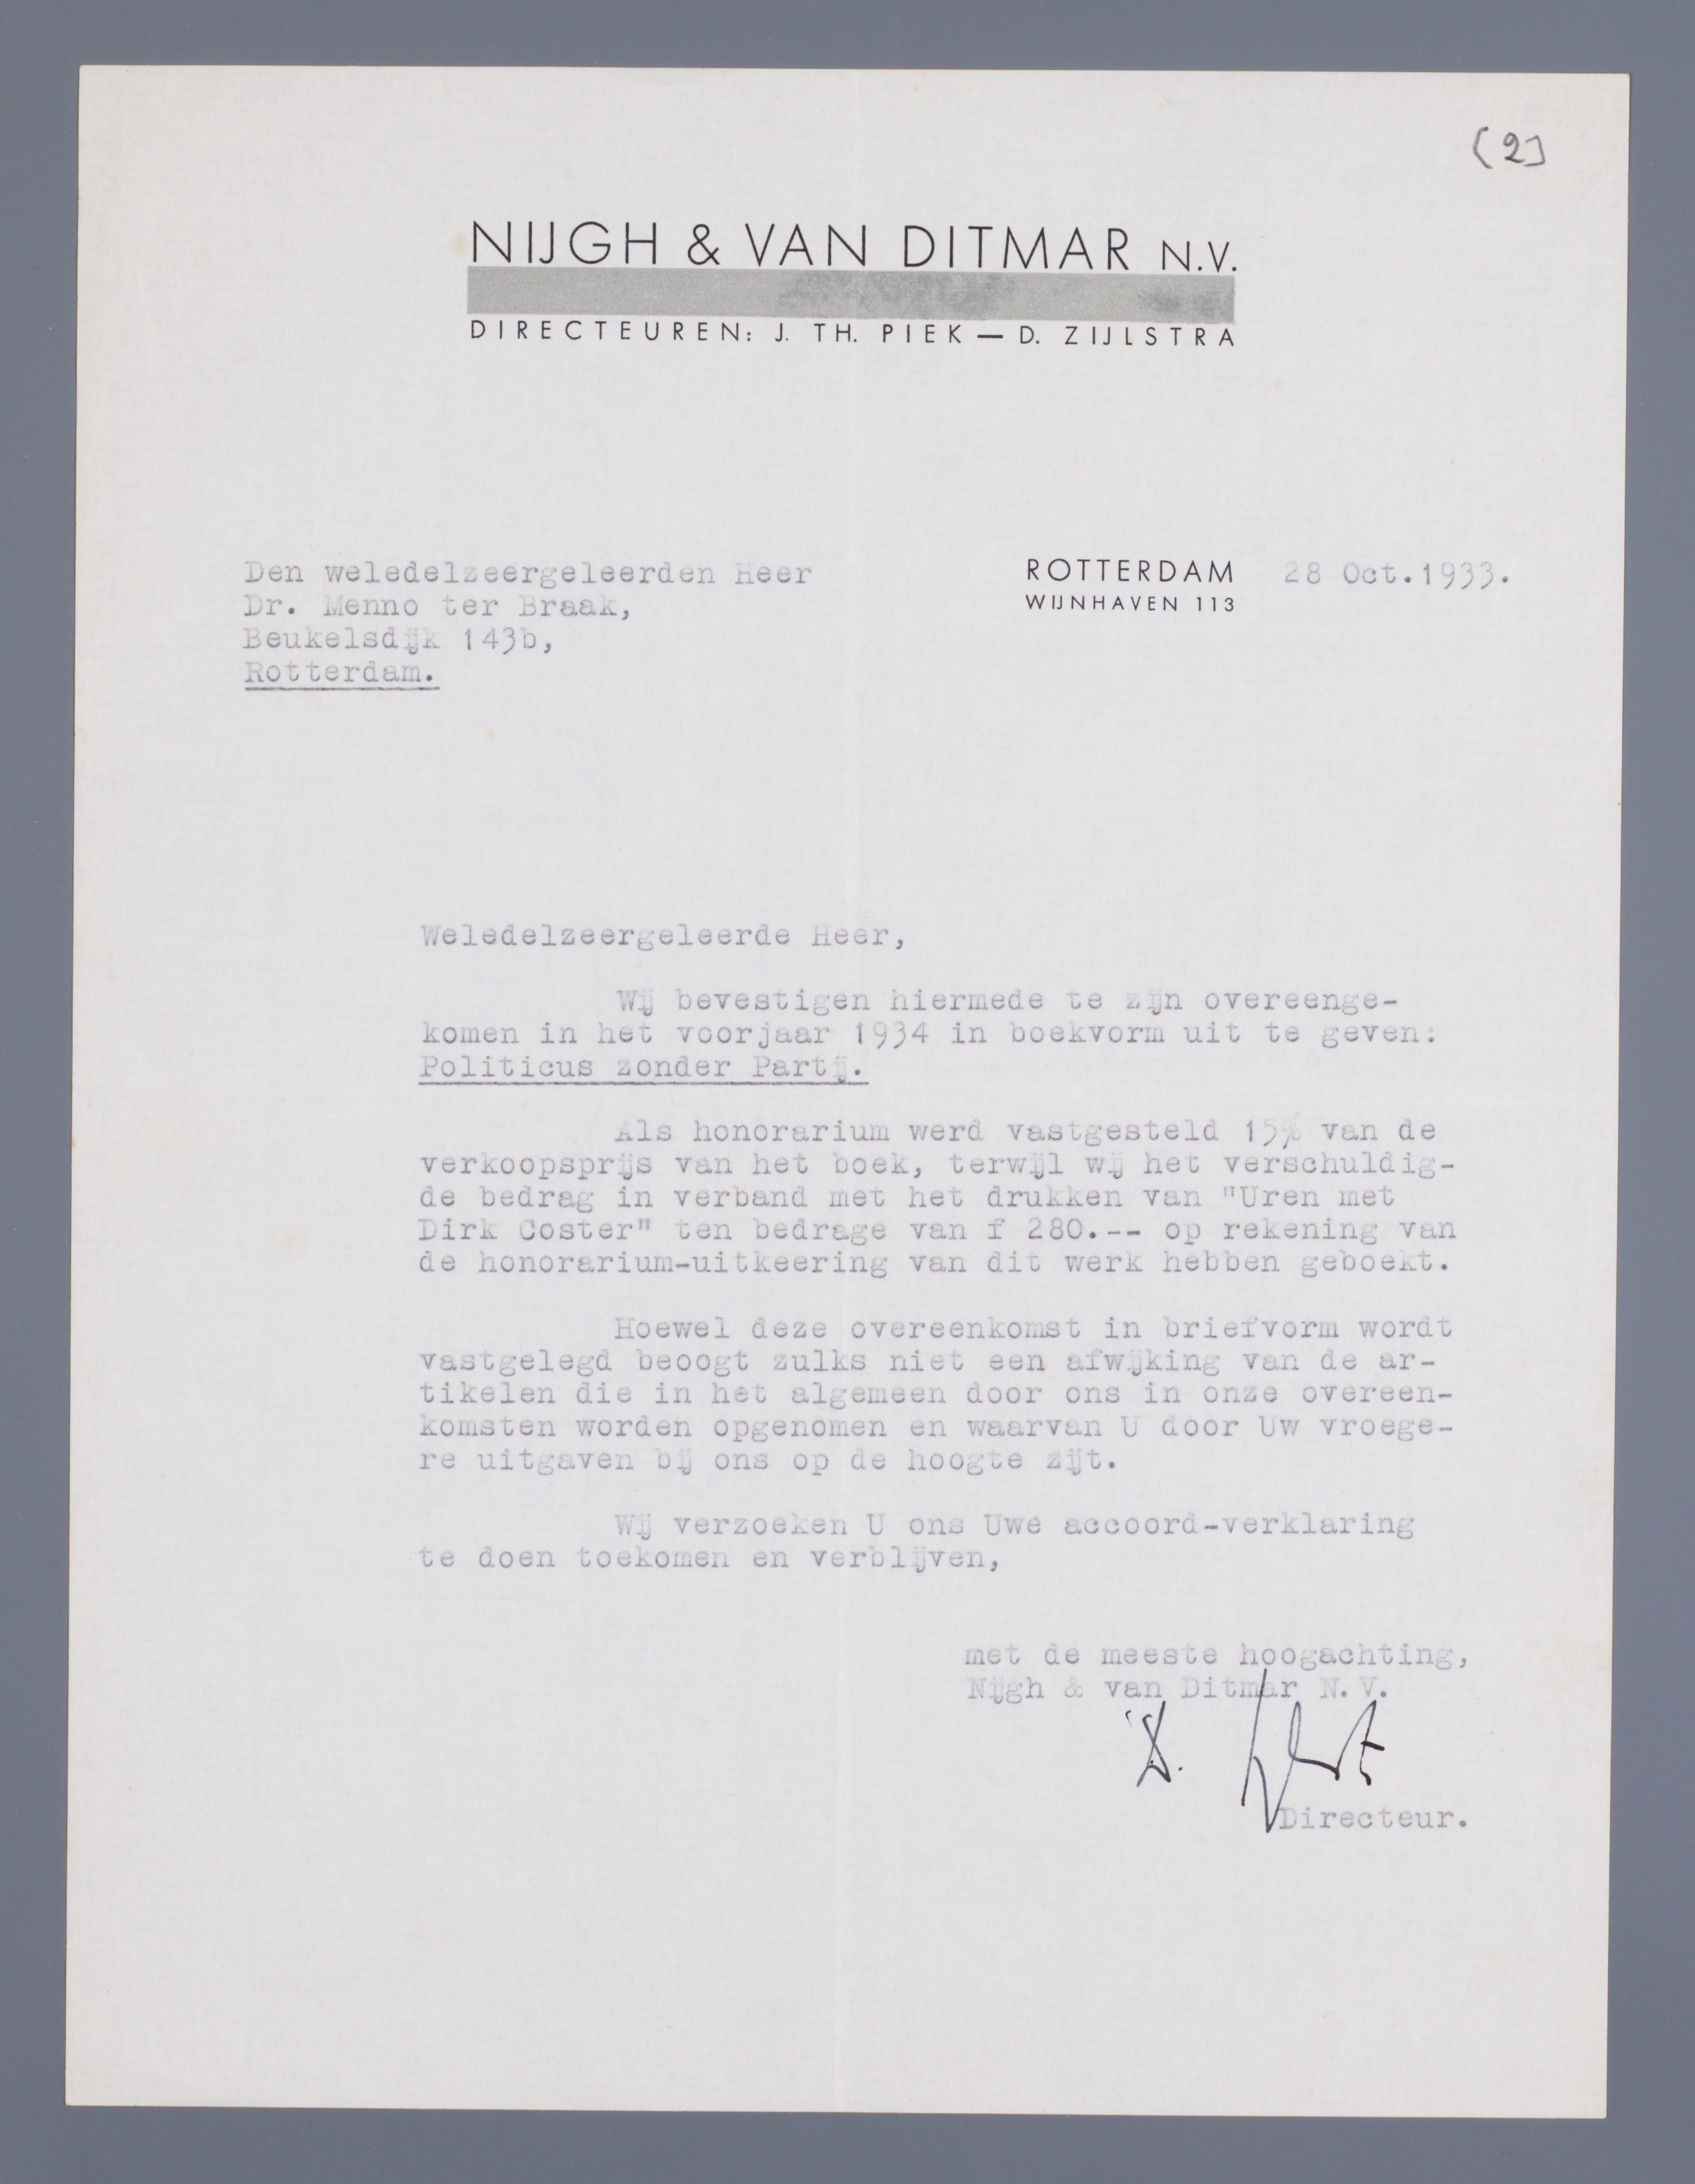 (2]
NIJGH & VAN DITMAR N.V.
DIRECTEUREN: J. TH. PIEK — D. ZIJLSTRA
Den weledelzeergeleerden Heer
Dr. Menno ter Braak,
Beukelsdijk 143b,
Rotterdam.
ROTTERDAM 28 Oct.1933.
WIJNHAVEN 113
Weledelzeergeleerde Heer,
Wij bevestigen hiermede te zijn overeenge-
komen in het voorjaar 1934 in boekvorm uit te geven:
Politicus zonder Partij.
Als honorarium werd vastgesteld 15% van de
verkoopsprijs van het boek, terwijl wij het verschuldig-
de bedrag in verband met het drukken van "Uren met
Dirk Coster" ten bedrage van f 280.-- op rekening van
de honorarium-uitkeering van dit werk hebben geboekt.
Hoewel deze overeenkomst in briefvorm wordt
vastgelegd beoogt zulks niet een afwijking van de ar-
tikelen die in het algemeen door ons in onze overeen-
komsten worden opgenomen en waarvan U door Uw vroege-
re uitgaven bij ons op de hoogte zijt.
Wij verzoeken U ons Uwe accoord-verklaring
te doen toekomen en verblijven,
met de meeste hoogachting,
Nijgh & van Ditmar N.V.
D.
Directeur.